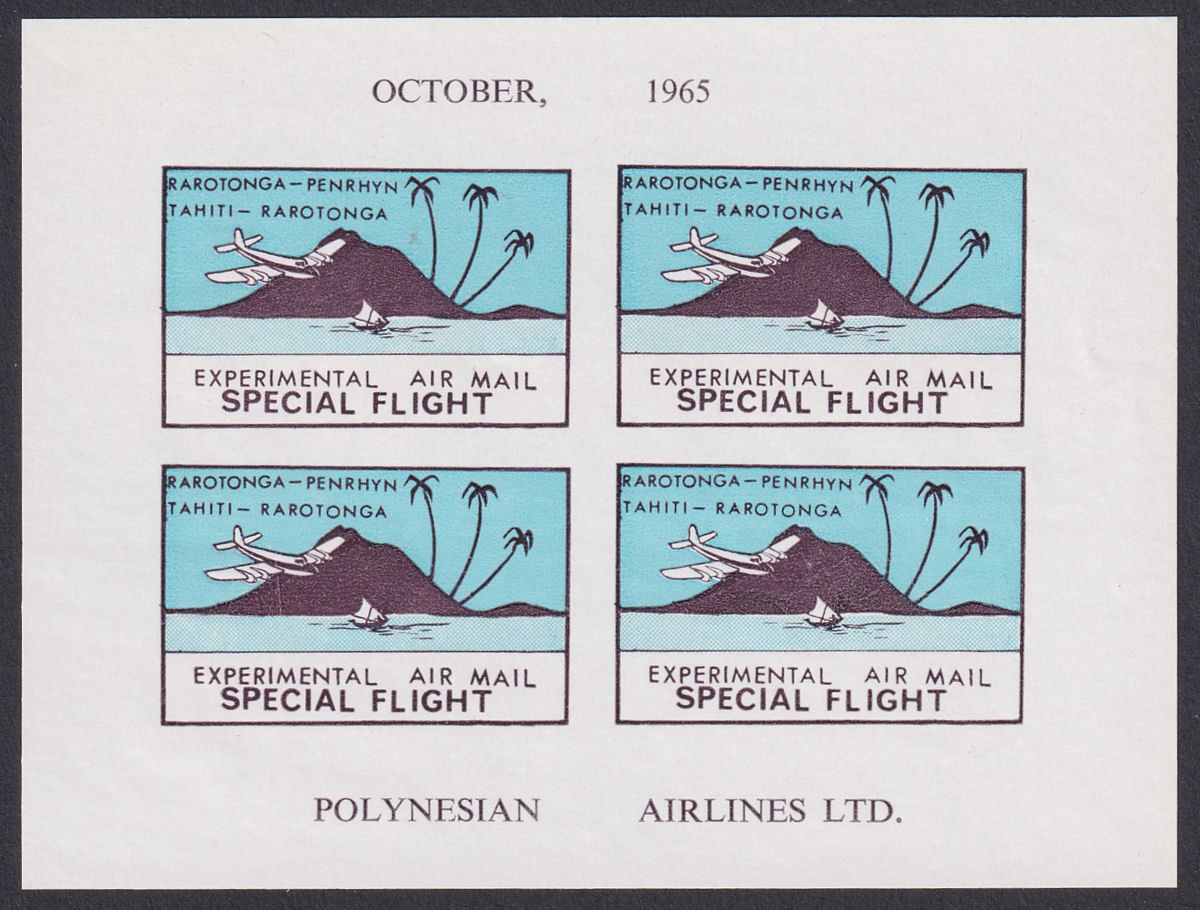 OCTOBER, 1965
RAROTONGA–PENRHYN
TAHITI– RAROTONGA
EXPERIMENTAL AIR MAIL
SPECIAL FLIGHT
RAROTONGA–PENRHYN
TAHITI– RAROTONGA
EXPERIMENTAL AIR MAIL
SPECIAL FLIGHT
RAROTONGA–PENRHYN
TAHITI– RAROTONGA
EXPERIMENTAL AIR MAIL
SPECIAL FLIGHT
RAROTONGA–PENRHYN
TAHITI– RAROTONGA
EXPERIMENTAL AIR MAIL
SPECIAL FLIGHT
POLYNESIAN AIRLINES LTD.